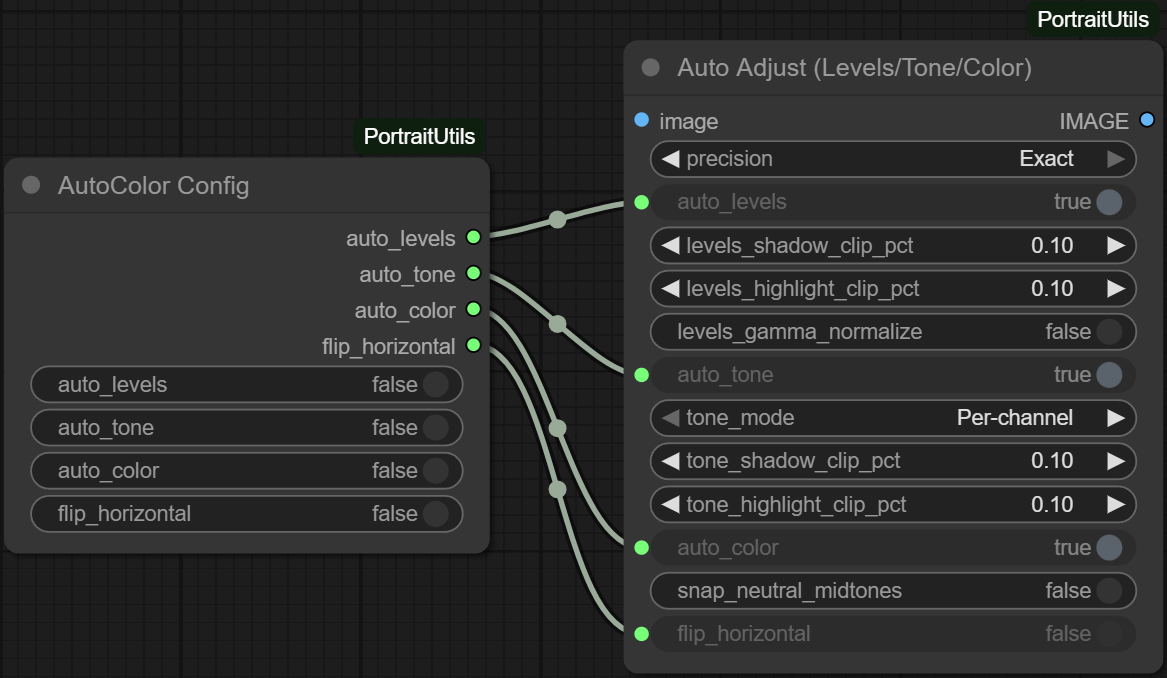 PortraitUtils
Auto Adjust (Levels/Tone/Color)
image IMAGE
precision Exact
auto_levels true
levels_shadow_clip_pct 0.10
levels_highlight_clip_pct 0.10
levels_gamma_normalize false
auto_tone true
tone_mode Per-channel
tone_shadow_clip_pct 0.10
tone_highlight_clip_pct 0.10
auto_color true
snap_neutral_midtones false
flip_horizontal false
PortraitUtils
AutoColor Config
auto_levels
auto_tone
auto_color
flip_horizontal
auto_levels false
auto_tone false
auto_color false
flip_horizontal false